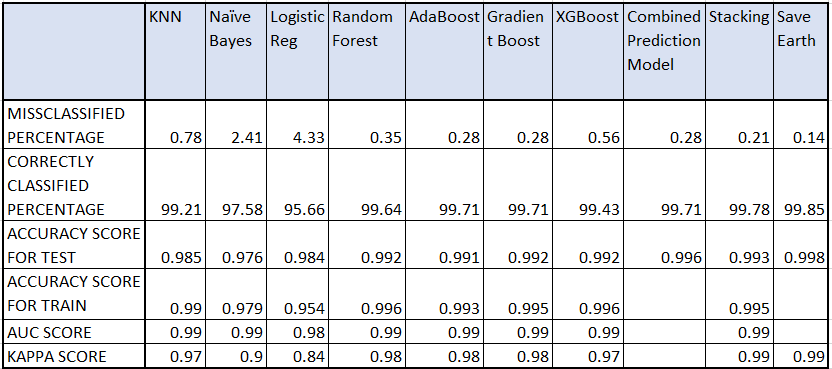 KNN Naïve Logistic Random AdaBoost Gradien XGBoost Combined Stacking Save
Bayes Reg Forest t Boost Prediction Earth
Model
MISSCLASSIFIED
PERCENTAGE 0.78 2.41 4.33 0.35 0.28 0.28 0.56 0.28 0.21 0.14
CORRECTLY
CLASSIFIED
PERCENTAGE 99.21 97.58 95.66 99.64 99.71 99.71 99.43 99.71 99.78 99.85
ACCURACY SCORE
FOR TEST 0.985 0.976 0.984 0.992 0.991 0.992 0.992 0.996 0.993 0.998
ACCURACY SCORE
FOR TRAIN 0.99 0.979 0.954 0.996 0.993 0.995 0.996 0.995
AUC SCORE 0.99 0.99 0.98 0.99 0.99 0.99 0.99 0.99
KAPPA SCORE 0.97 0.9 0.84 0.98 0.98 0.98 0.97 0.99 0.99